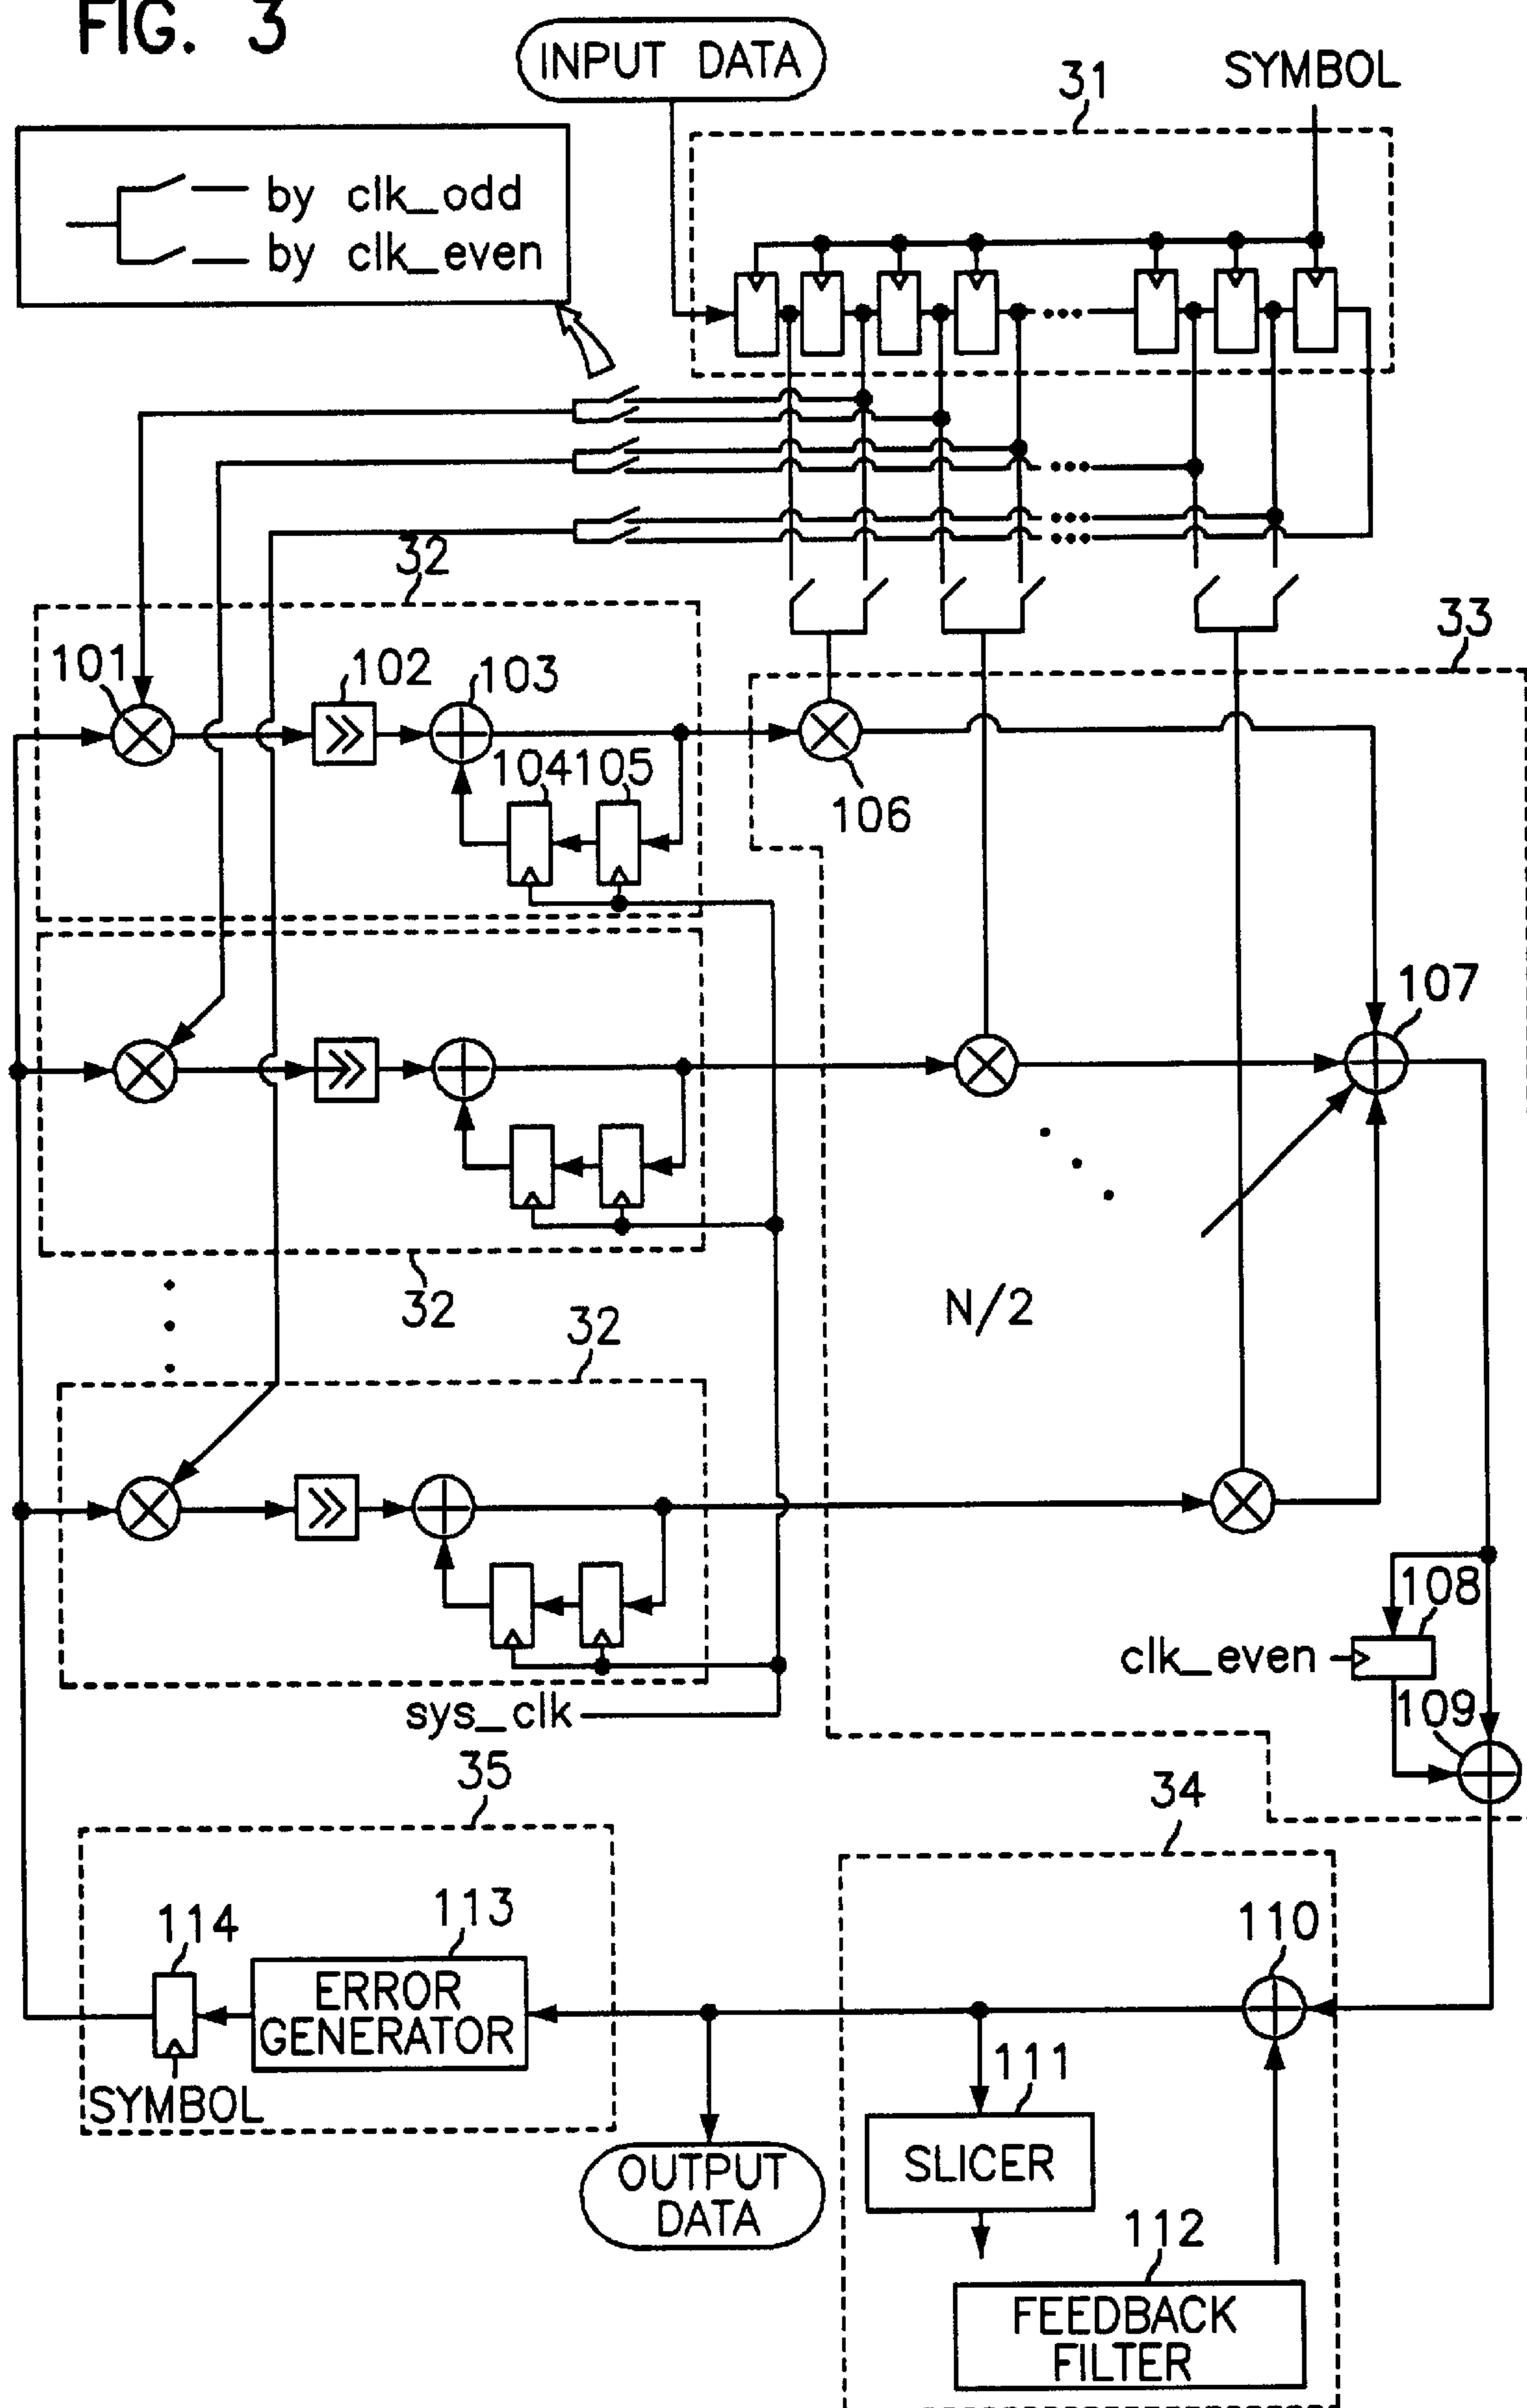 FIG. 3
INPUT DATA
SYMBOL
31
by clk_odd
by clk_even
32
33
101
102
103
104
105
106
107
32
N/2
32
108
clk_even
109
sys_clk
35
34
114
113
110
ERROR
GENERATOR
111
SYMBOL
SLICER
OUTPUT
DATA
112
FEEDBACK
FILTER